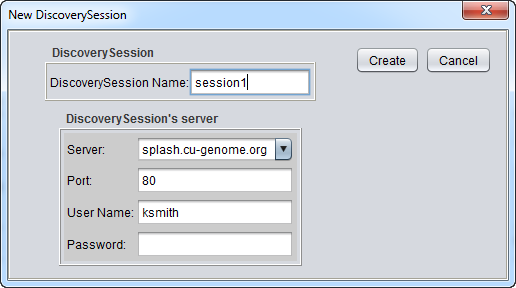 New DiscoverySession
DiscoverySession
DiscoverySession Name: session1
Create Cancel
DiscoverySession's server
Server: splash.cu-genome.org
Port: 80
User Name: ksmith
Password: